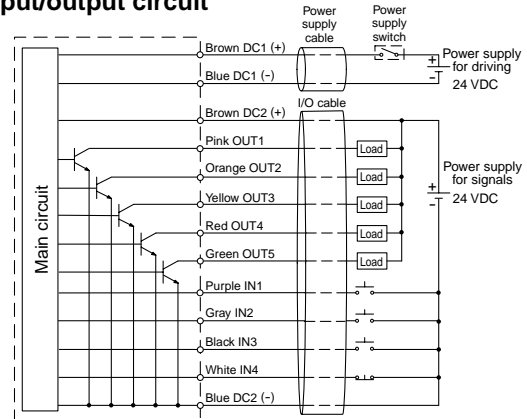 put/output circuit
Power supply cable
Power supply switch
Brown DC1 (+)
Blue DC1 (-)
Power supply for driving
24 VDC
+
-
I/O cable
Brown DC2 (+)
Pink OUT1
Load
Orange OUT2
Load
Yellow OUT3
Load
Red OUT4
Load
Green OUT5
Load
Power supply for signals
24 VDC
+
-
Main circuit
Purple IN1
Gray IN2
Black IN3
White IN4
Blue DC2 (-)